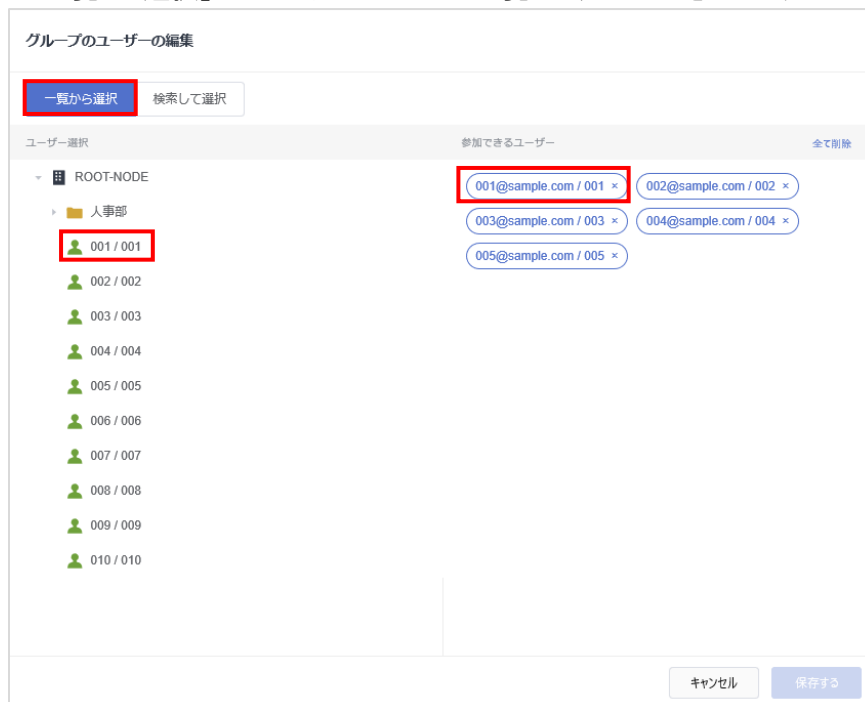 グループのユーザーの編集
一覧から選択 検索して選択
ユーザー選択 参加できるユーザー 全て削除
ROOT-NODE
人事部
001 / 001
002 / 002
003 / 003
004 / 004
005 / 005
006 / 006
007 / 007
008 / 008
009 / 009
010 / 010
001@sample.com / 001 × 002@sample.com / 002 ×
003@sample.com / 003 × 004@sample.com / 004 ×
005@sample.com / 005 ×
キャンセル 保存する